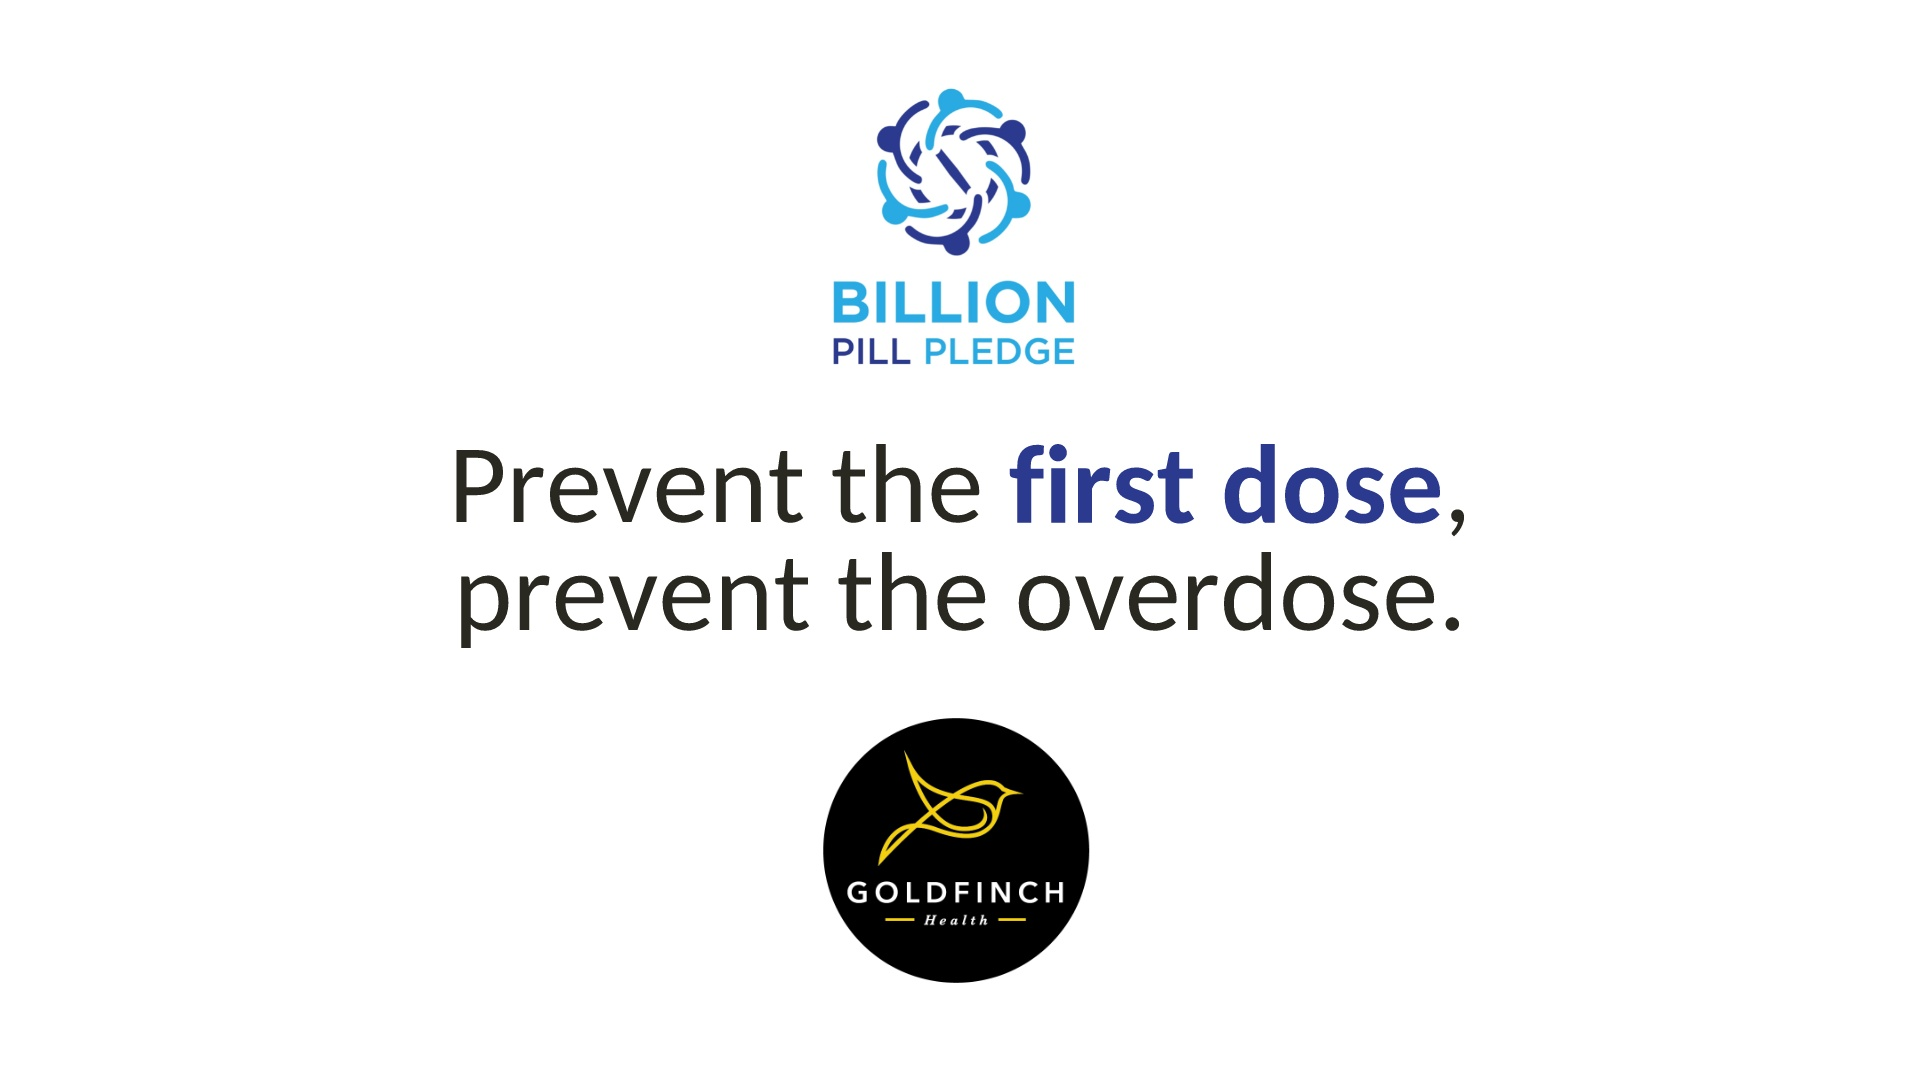 BILLION
PILL PLEDGE
Prevent the first dose,
prevent the overdose.
GOLDFINCH
Health